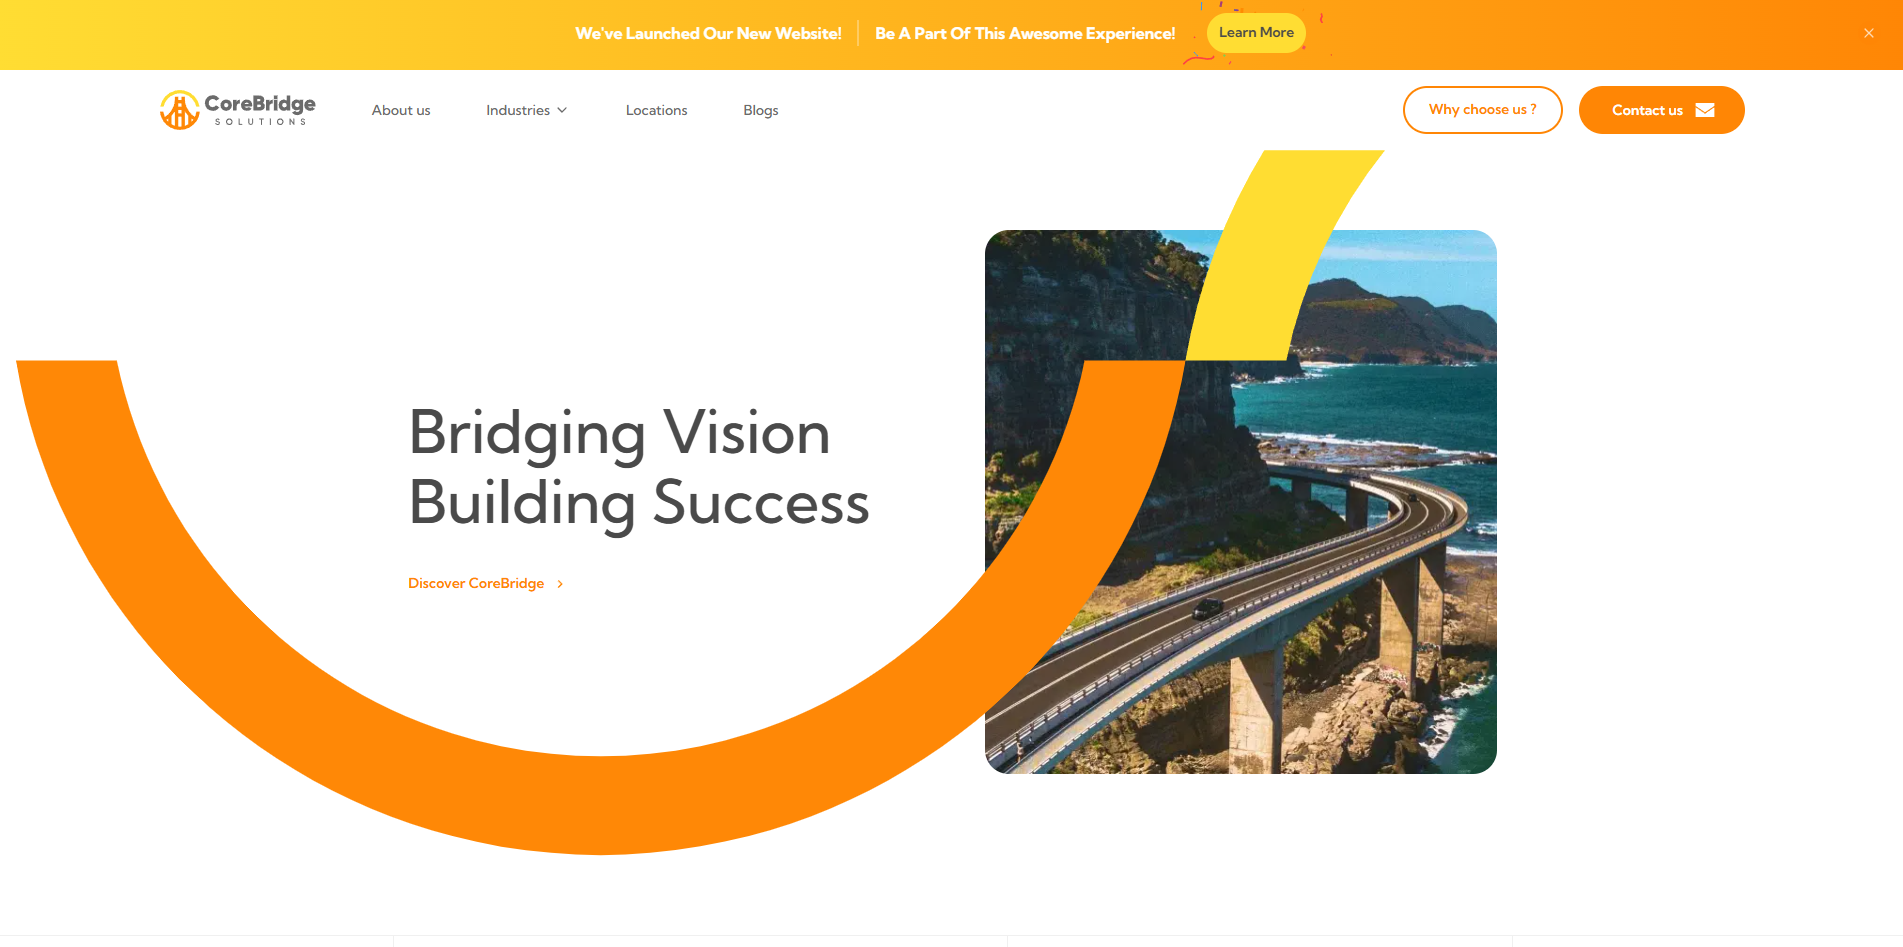 We've Launched Our New Website!
Be A Part Of This Awesome Experience!
Learn More
CoreBridge
SOLUTIONS
About us
Industries
Locations
Blogs
Why choose us ?
Contact us
Bridging Vision
Building Success
Discover CoreBridge